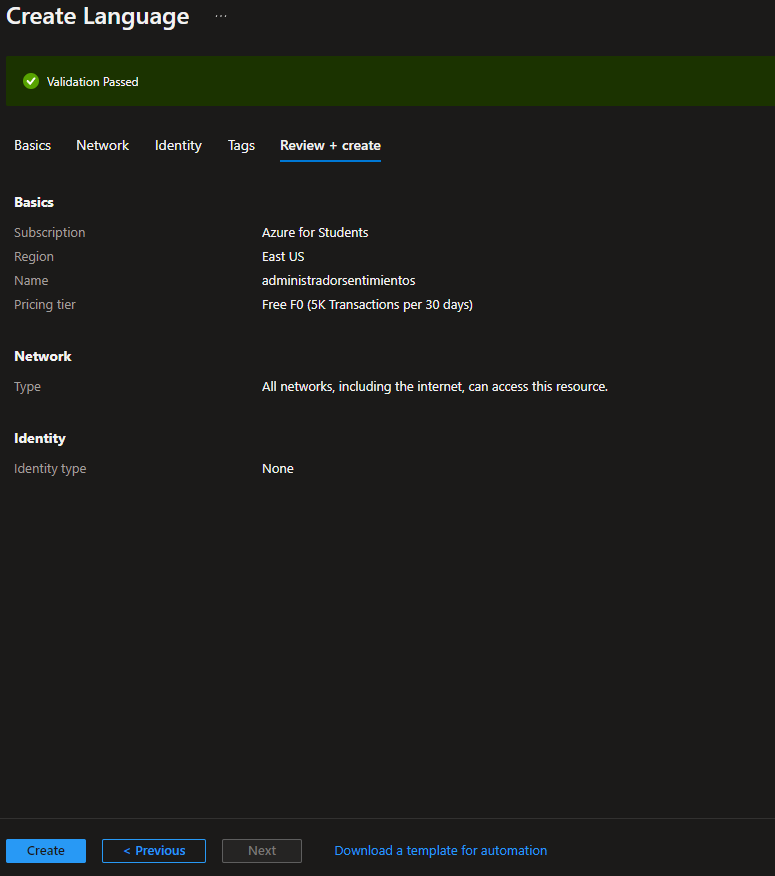 Create Language ...
Validation Passed
Basics Network Identity Tags Review + create
Basics
Subscription Azure for Students
Region East US
Name administradorsentimientos
Pricing tier Free F0 (5K Transactions per 30 days)
Network
Type All networks, including the internet, can access this resource.
Identity
Identity type None
Create < Previous Next Download a template for automation